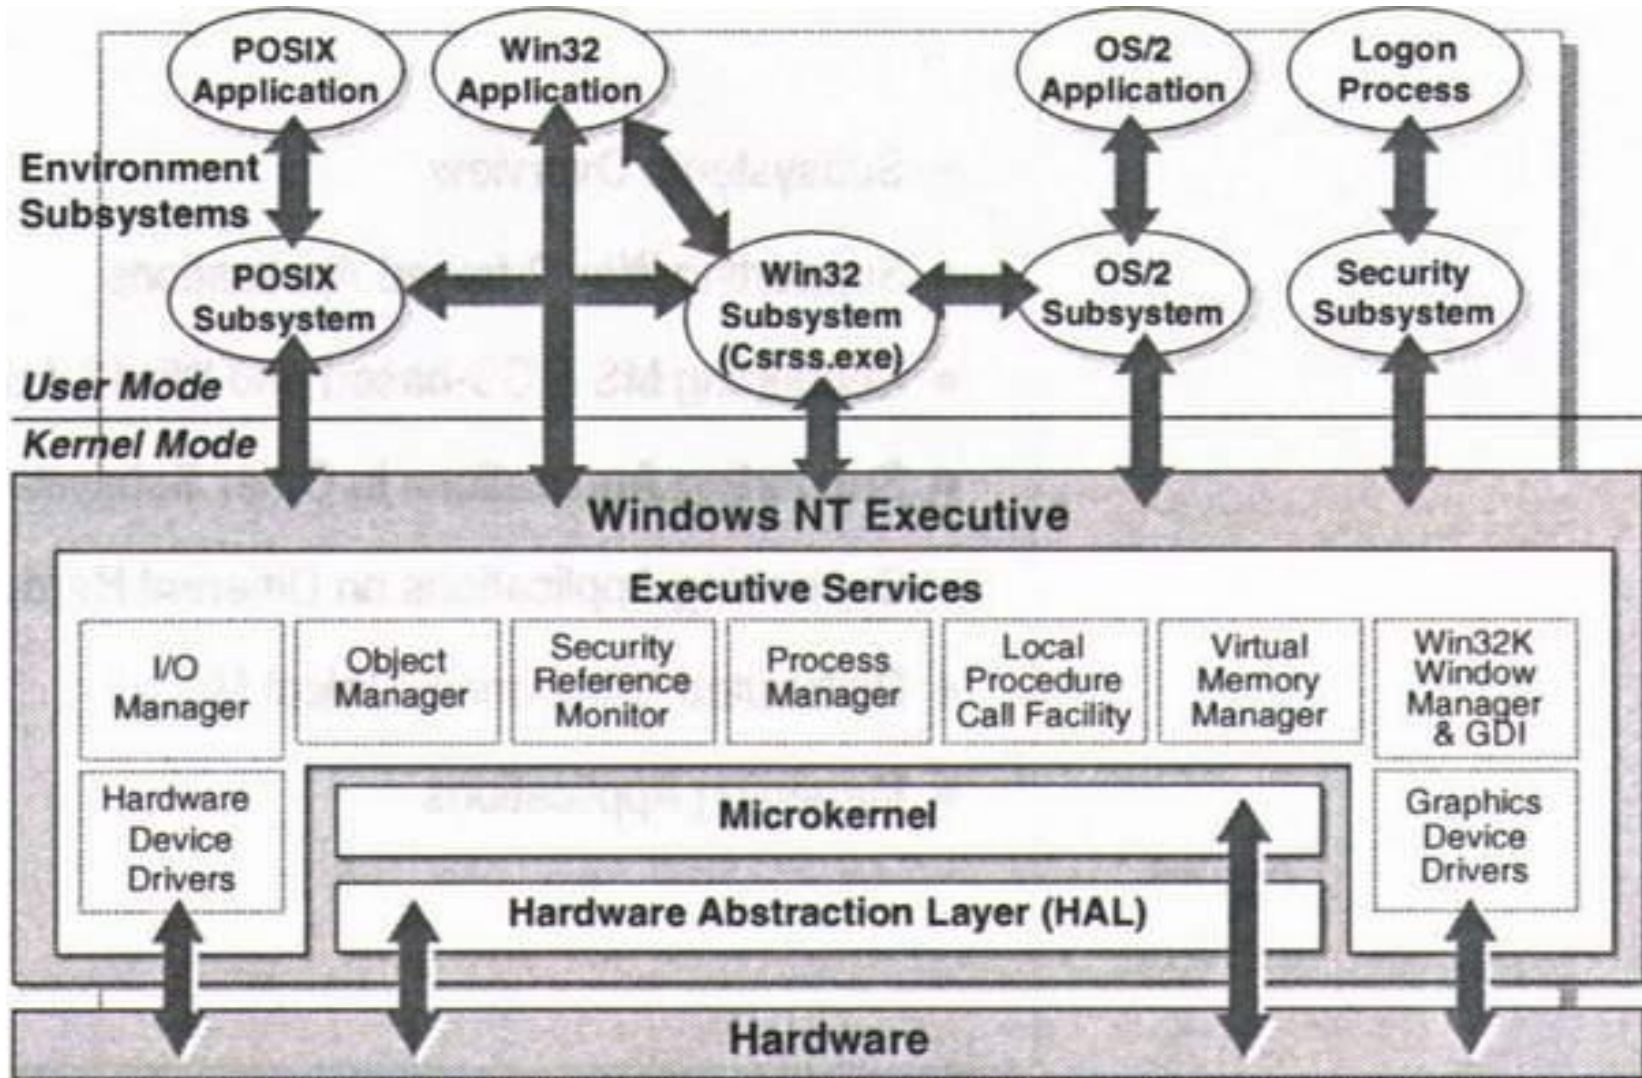 POSIX
Application
Win32
Application
OS/2
Application
Logon
Process
Environment
Subsystems
POSIX
Subsystem
Win32
Subsystem
(Csrss.exe)
OS/2
Subsystem
Security
Subsystem
User Mode
Kernel Mode
Windows NT Executive
Executive Services
I/O
Manager
Object
Manager
Security
Reference
Monitor
Process
Manager
Local
Procedure
Call Facility
Virtual
Memory
Manager
Win32K
Window
Manager
& GDI
Hardware
Device
Drivers
Microkernel
Graphics
Device
Drivers
Hardware Abstraction Layer (HAL)
Hardware